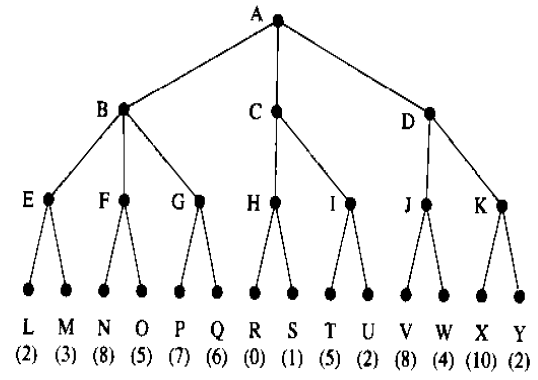 A
B C D
E F G H I J K
L M N O P Q R S T U V W X Y
(2) (3) (8) (5) (7) (6) (0) (1) (5) (2) (8) (4) (10) (2)